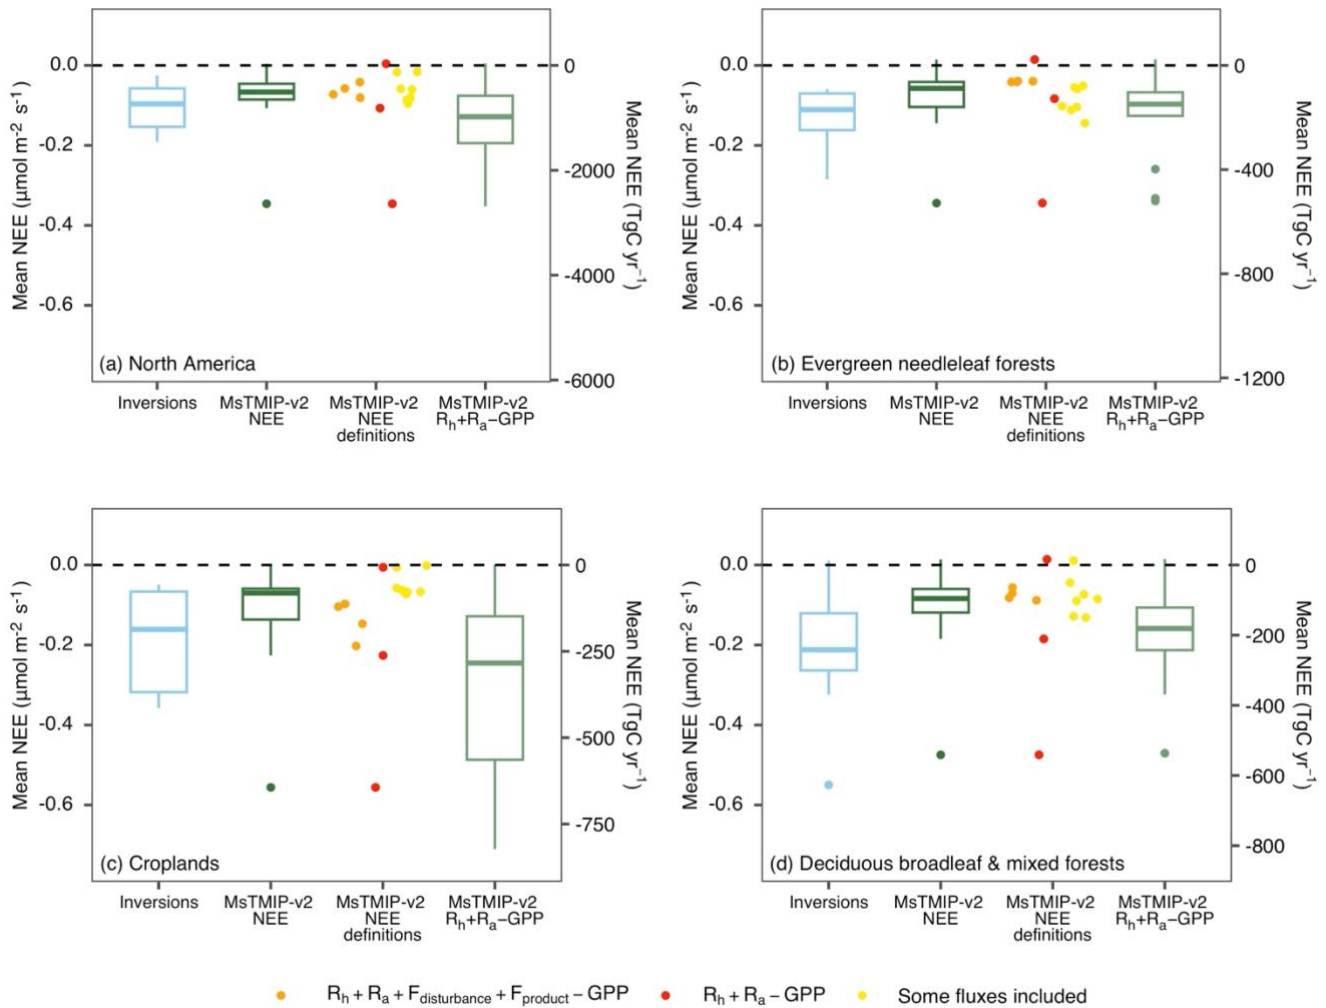 0.0
-0.2
-0.4
-0.6
Mean NEE (µmol m⁻² s⁻¹)
0
-2000
-4000
-6000
Mean NEE (TgC yr⁻¹)
(a) North America
Inversions
MsTMIP-v2
NEE
MsTMIP-v2
NEE
definitions
MsTMIP-v2
Rₕ+Rₐ−GPP
0.0
-0.2
-0.4
-0.6
Mean NEE (µmol m⁻² s⁻¹)
0
-400
-800
-1200
Mean NEE (TgC yr⁻¹)
(b) Evergreen needleleaf forests
Inversions
MsTMIP-v2
NEE
MsTMIP-v2
NEE
definitions
MsTMIP-v2
Rₕ+Rₐ−GPP
0.0
-0.2
-0.4
-0.6
Mean NEE (µmol m⁻² s⁻¹)
0
-250
-500
-750
Mean NEE (TgC yr⁻¹)
(c) Croplands
Inversions
MsTMIP-v2
NEE
MsTMIP-v2
NEE
definitions
MsTMIP-v2
Rₕ+Rₐ−GPP
0.0
-0.2
-0.4
-0.6
Mean NEE (µmol m⁻² s⁻¹)
0
-200
-400
-600
-800
Mean NEE (TgC yr⁻¹)
(d) Deciduous broadleaf & mixed forests
Inversions
MsTMIP-v2
NEE
MsTMIP-v2
NEE
definitions
MsTMIP-v2
Rₕ+Rₐ−GPP
Rₕ + Rₐ + F_disturbance + F_product − GPP
Rₕ + Rₐ − GPP
Some fluxes included